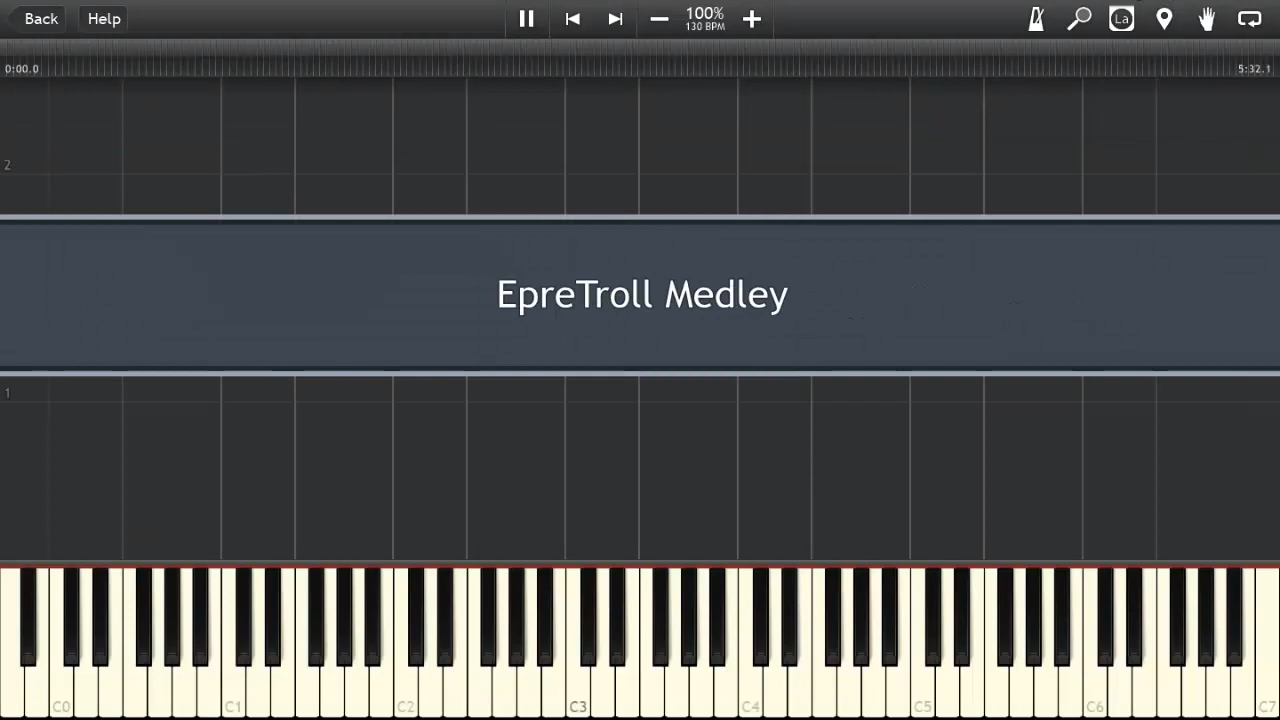 Back Help 100% La
130 BPM
0:00.0 5:32.1
2
EpreTroll Medley
1
C0 C1 C2 C3 C4 C5 C6 C7